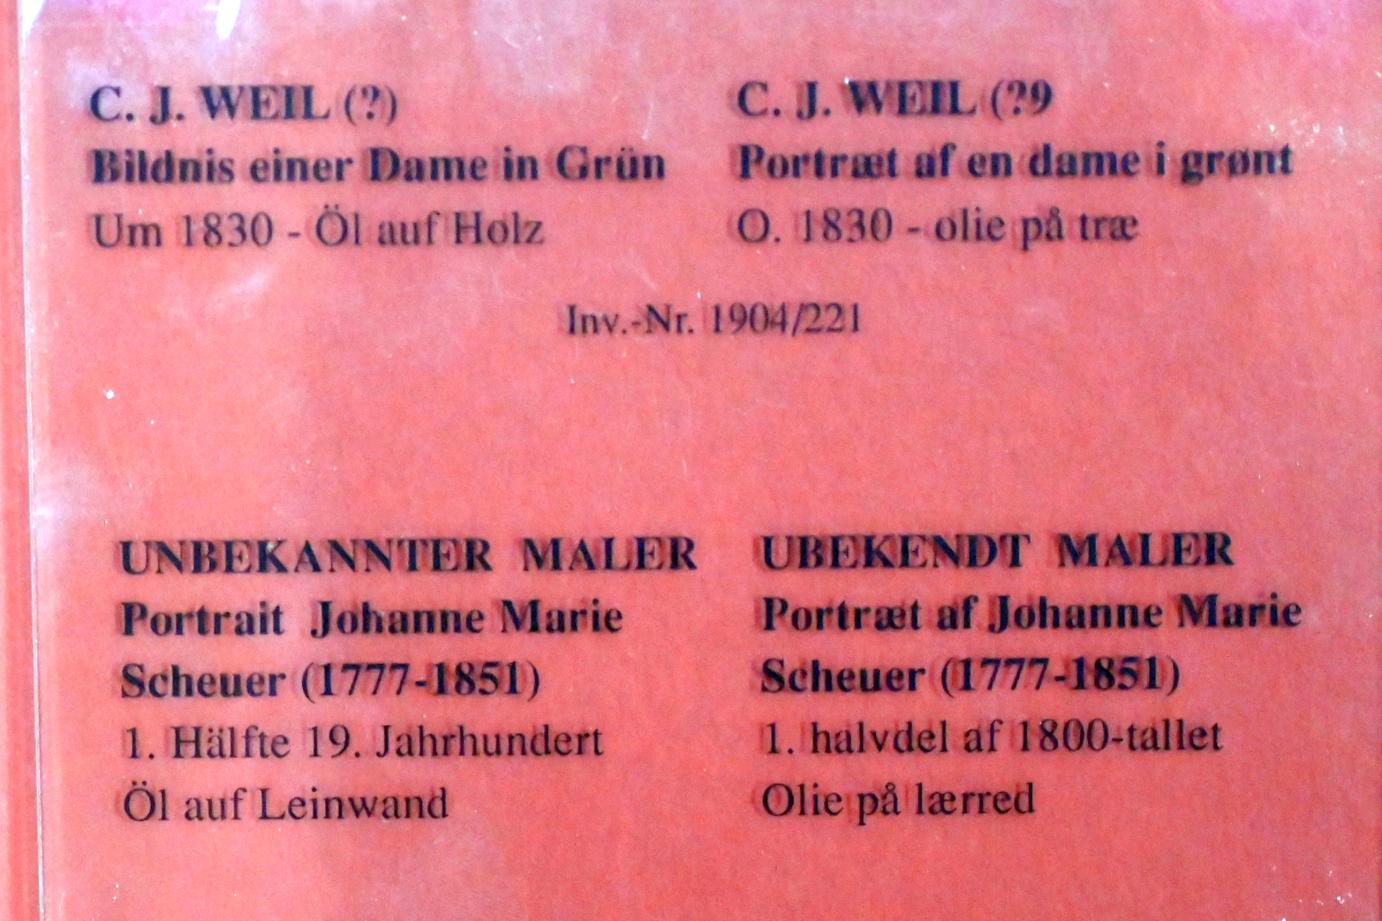 C. J. WEIL (?)
Bildnis einer Dame in Grün
Um 1830 - Öl auf Holz
C. J. WEIL (?9
Portræt af en dame i grønt
O. 1830 - olie på træ
Inv.-Nr. 1904/221
UNBEKANNTER MALER
Portrait Johanne Marie
Scheuer (1777-1851)
1. Hälfte 19. Jahrhundert
Öl auf Leinwand
UBEKENDT MALER
Portræt af Johanne Marie
Scheuer (1777-1851)
1. halvdel af 1800-tallet
Olie på lærred